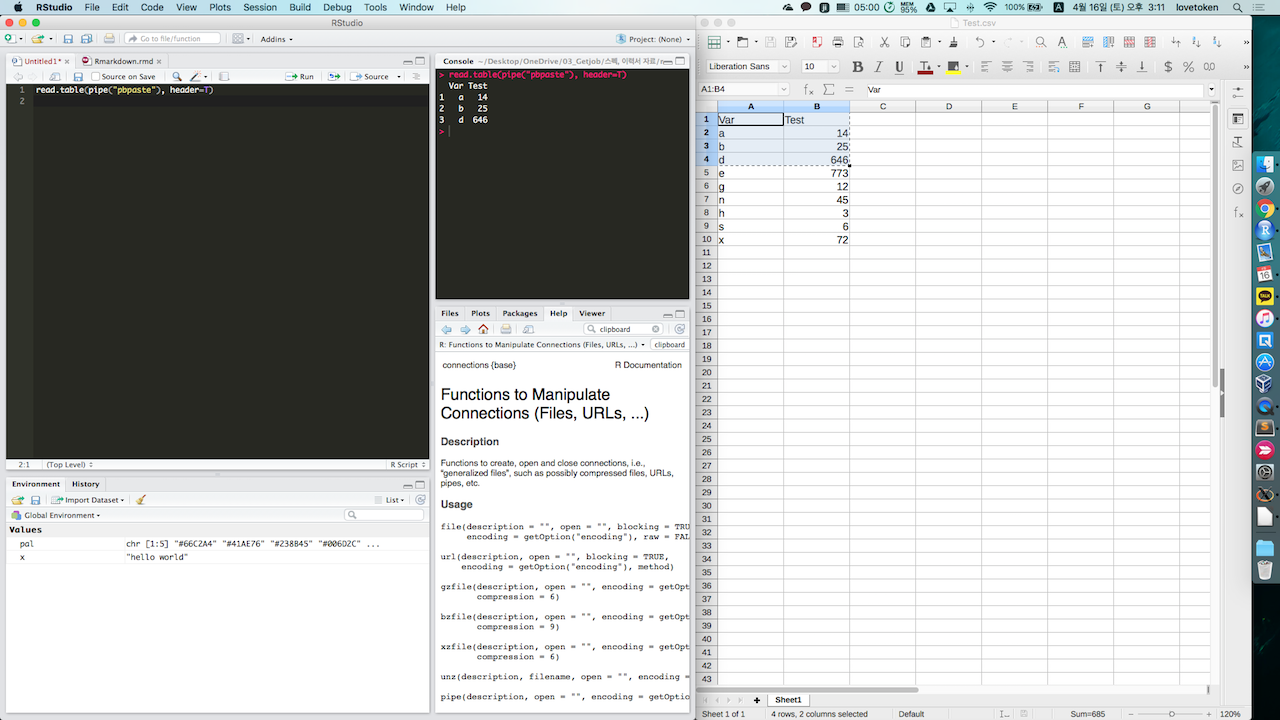 RStudio File Edit Code View Plots Session Build Debug Tools Window Help
05:00 MEM 65% 100% A 4월 16일 (토) 오후 3:11 lovetoken
RStudio
Go to file/function Addins Project: (None)
Untitled1* Rmarkdown.rmd
Source on Save Run Source
1 read.table(pipe("pbpaste"), header=T)
2
2:1 (Top Level) R Script
Environment History
Import Dataset List
Global Environment
Values
pal chr [1:5] "#66C2A4" "#41AE76" "#238B45" "#006D2C" ...
x "hello world"
Console ~/Desktop/OneDrive/03_Getjob/스펙, 이력서 자료/
> read.table(pipe("pbpaste"), header=T)
Var Test
1 a 14
2 b 25
3 d 646
>
Files Plots Packages Help Viewer
clipboard
R: Functions to Manipulate Connections (Files, URLs, ...) clipboard
connections {base} R Documentation
Functions to Manipulate
Connections (Files, URLs, ...)
Description
Functions to create, open and close connections, i.e.,
"generalized files", such as possibly compressed files, URLs,
pipes, etc.
Usage
file(description = "", open = "", blocking = TRU
encoding = getOption("encoding"), raw = FAL
url(description, open = "", blocking = TRUE,
encoding = getOption("encoding"), method)
gzfile(description, open = "", encoding = getOpt
compression = 6)
bzfile(description, open = "", encoding = getOpt
compression = 9)
xzfile(description, open = "", encoding = getOpt
compression = 6)
unz(description, filename, open = "", encoding =
pipe(description, open = "", encoding = getOptio
Test.csv
Liberation Sans 10 B I U
A1:B4 Var
A B C D E F G
1 Var Test
2 a 14
3 b 25
4 d 646
5 e 773
6 g 12
7 n 45
8 h 3
9 s 6
10 x 72
11
12
13
14
15
16
17
18
19
20
21
22
23
24
25
26
27
28
29
30
31
32
33
34
35
36
37
38
39
40
41
42
43
Sheet1
Sheet 1 of 1 4 rows, 2 columns selected Default Sum=685 120%